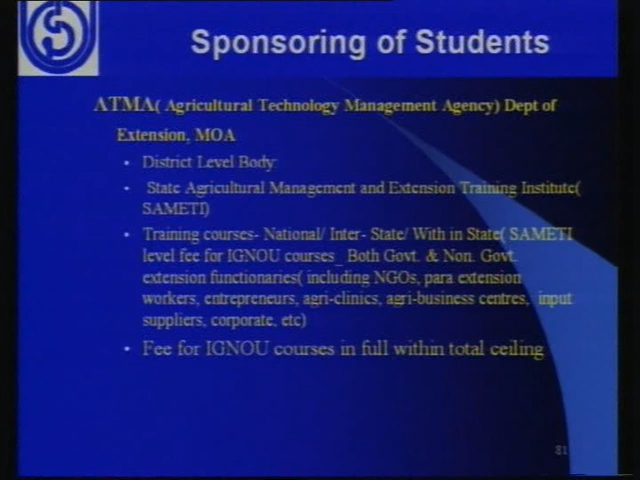 Sponsoring of Students
ATMA( Agricultural Technology Management Agency) Dept of
Extension, MOA
• District Level Body:
• State Agricultural Management and Extension Training Institute(
SAMETI)
• Training courses- National/ Inter- State/ With in State( SAMETI
level fee for IGNOU courses_ Both Govt. & Non. Govt.
extension functionaries( including NGOs, para extension
workers, entrepreneurs, agri-clinics, agri-business centres, input
suppliers, corporate, etc)
• Fee for IGNOU courses in full within total ceiling
81